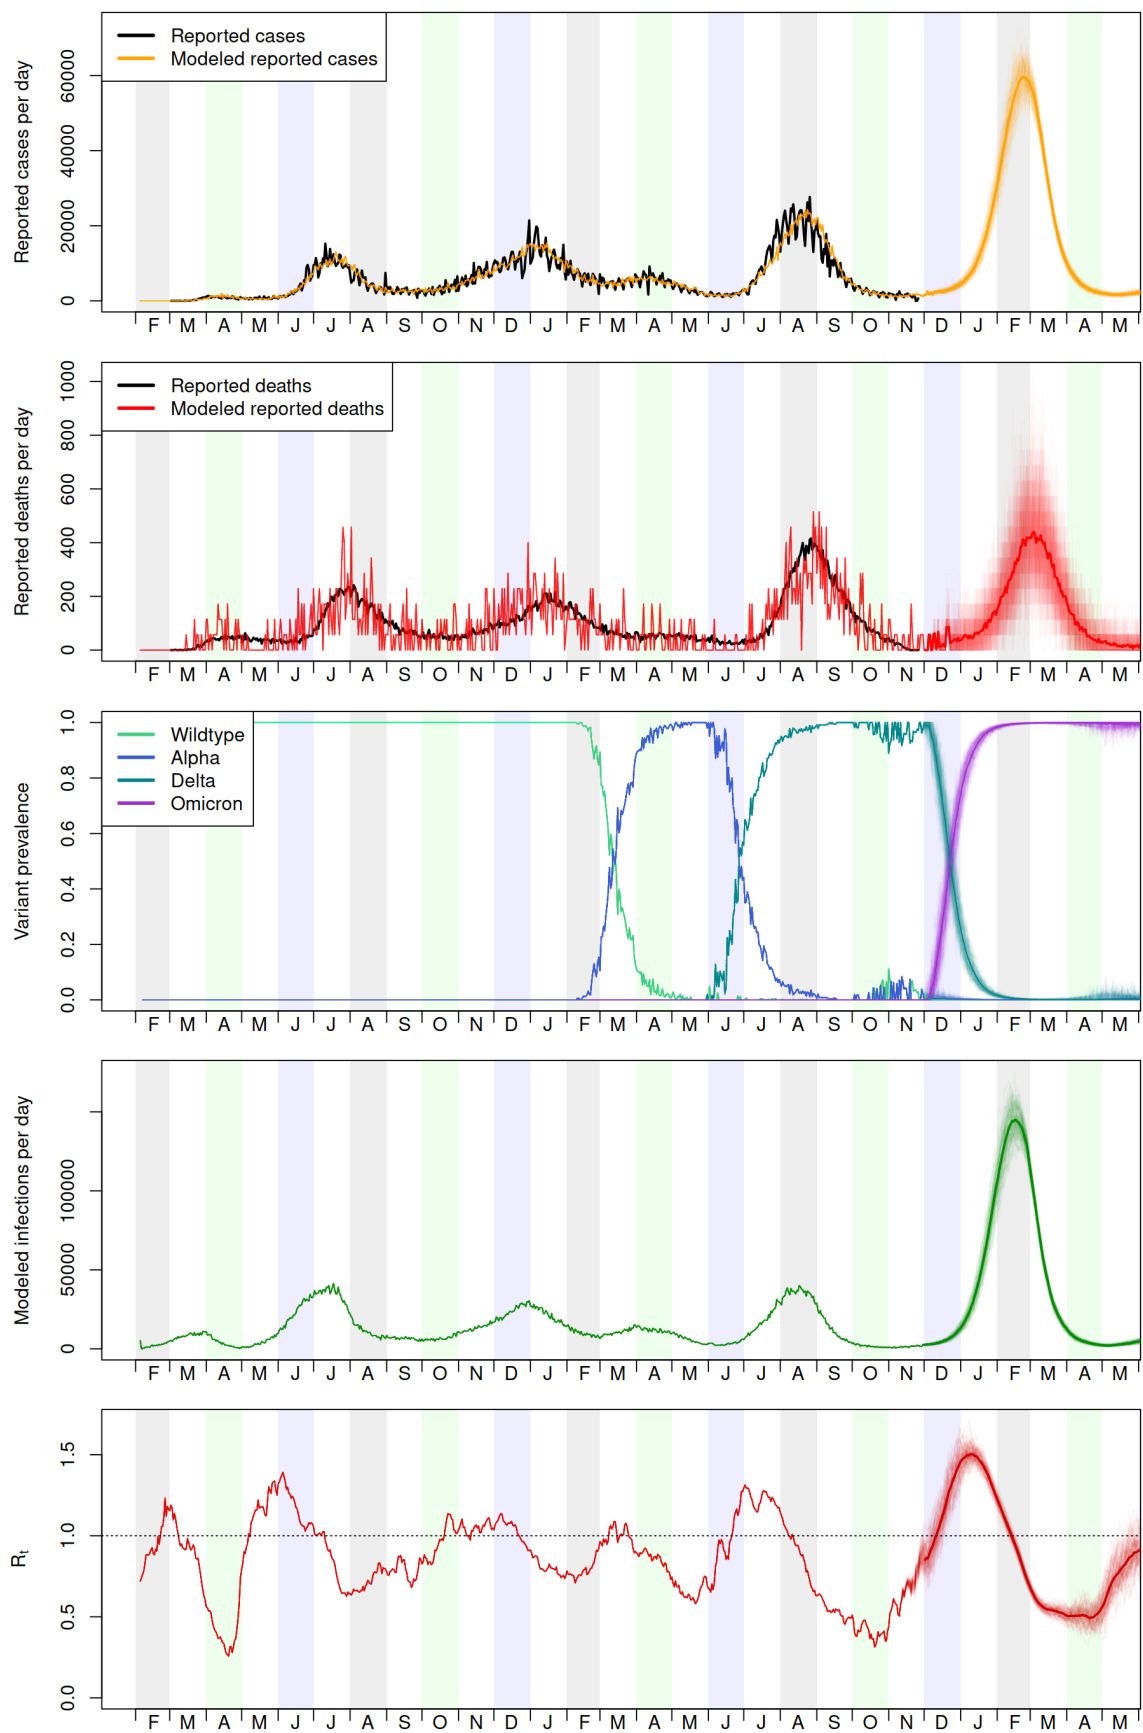 Reported cases per day
60000
40000
20000
0
Reported cases
Modeled reported cases
F M A M J J A S O N D J F M A M J J A S O N D J F M A M
Reported deaths per day
1000
800
600
400
200
0
Reported deaths
Modeled reported deaths
F M A M J J A S O N D J F M A M J J A S O N D J F M A M
Variant prevalence
1.0
0.8
0.6
0.4
0.2
0.0
Wildtype
Alpha
Delta
Omicron
F M A M J J A S O N D J F M A M J J A S O N D J F M A M
Modeled infections per day
100000
50000
0
F M A M J J A S O N D J F M A M J J A S O N D J F M A M
Rt
1.5
1.0
0.5
0.0
F M A M J J A S O N D J F M A M J J A S O N D J F M A M